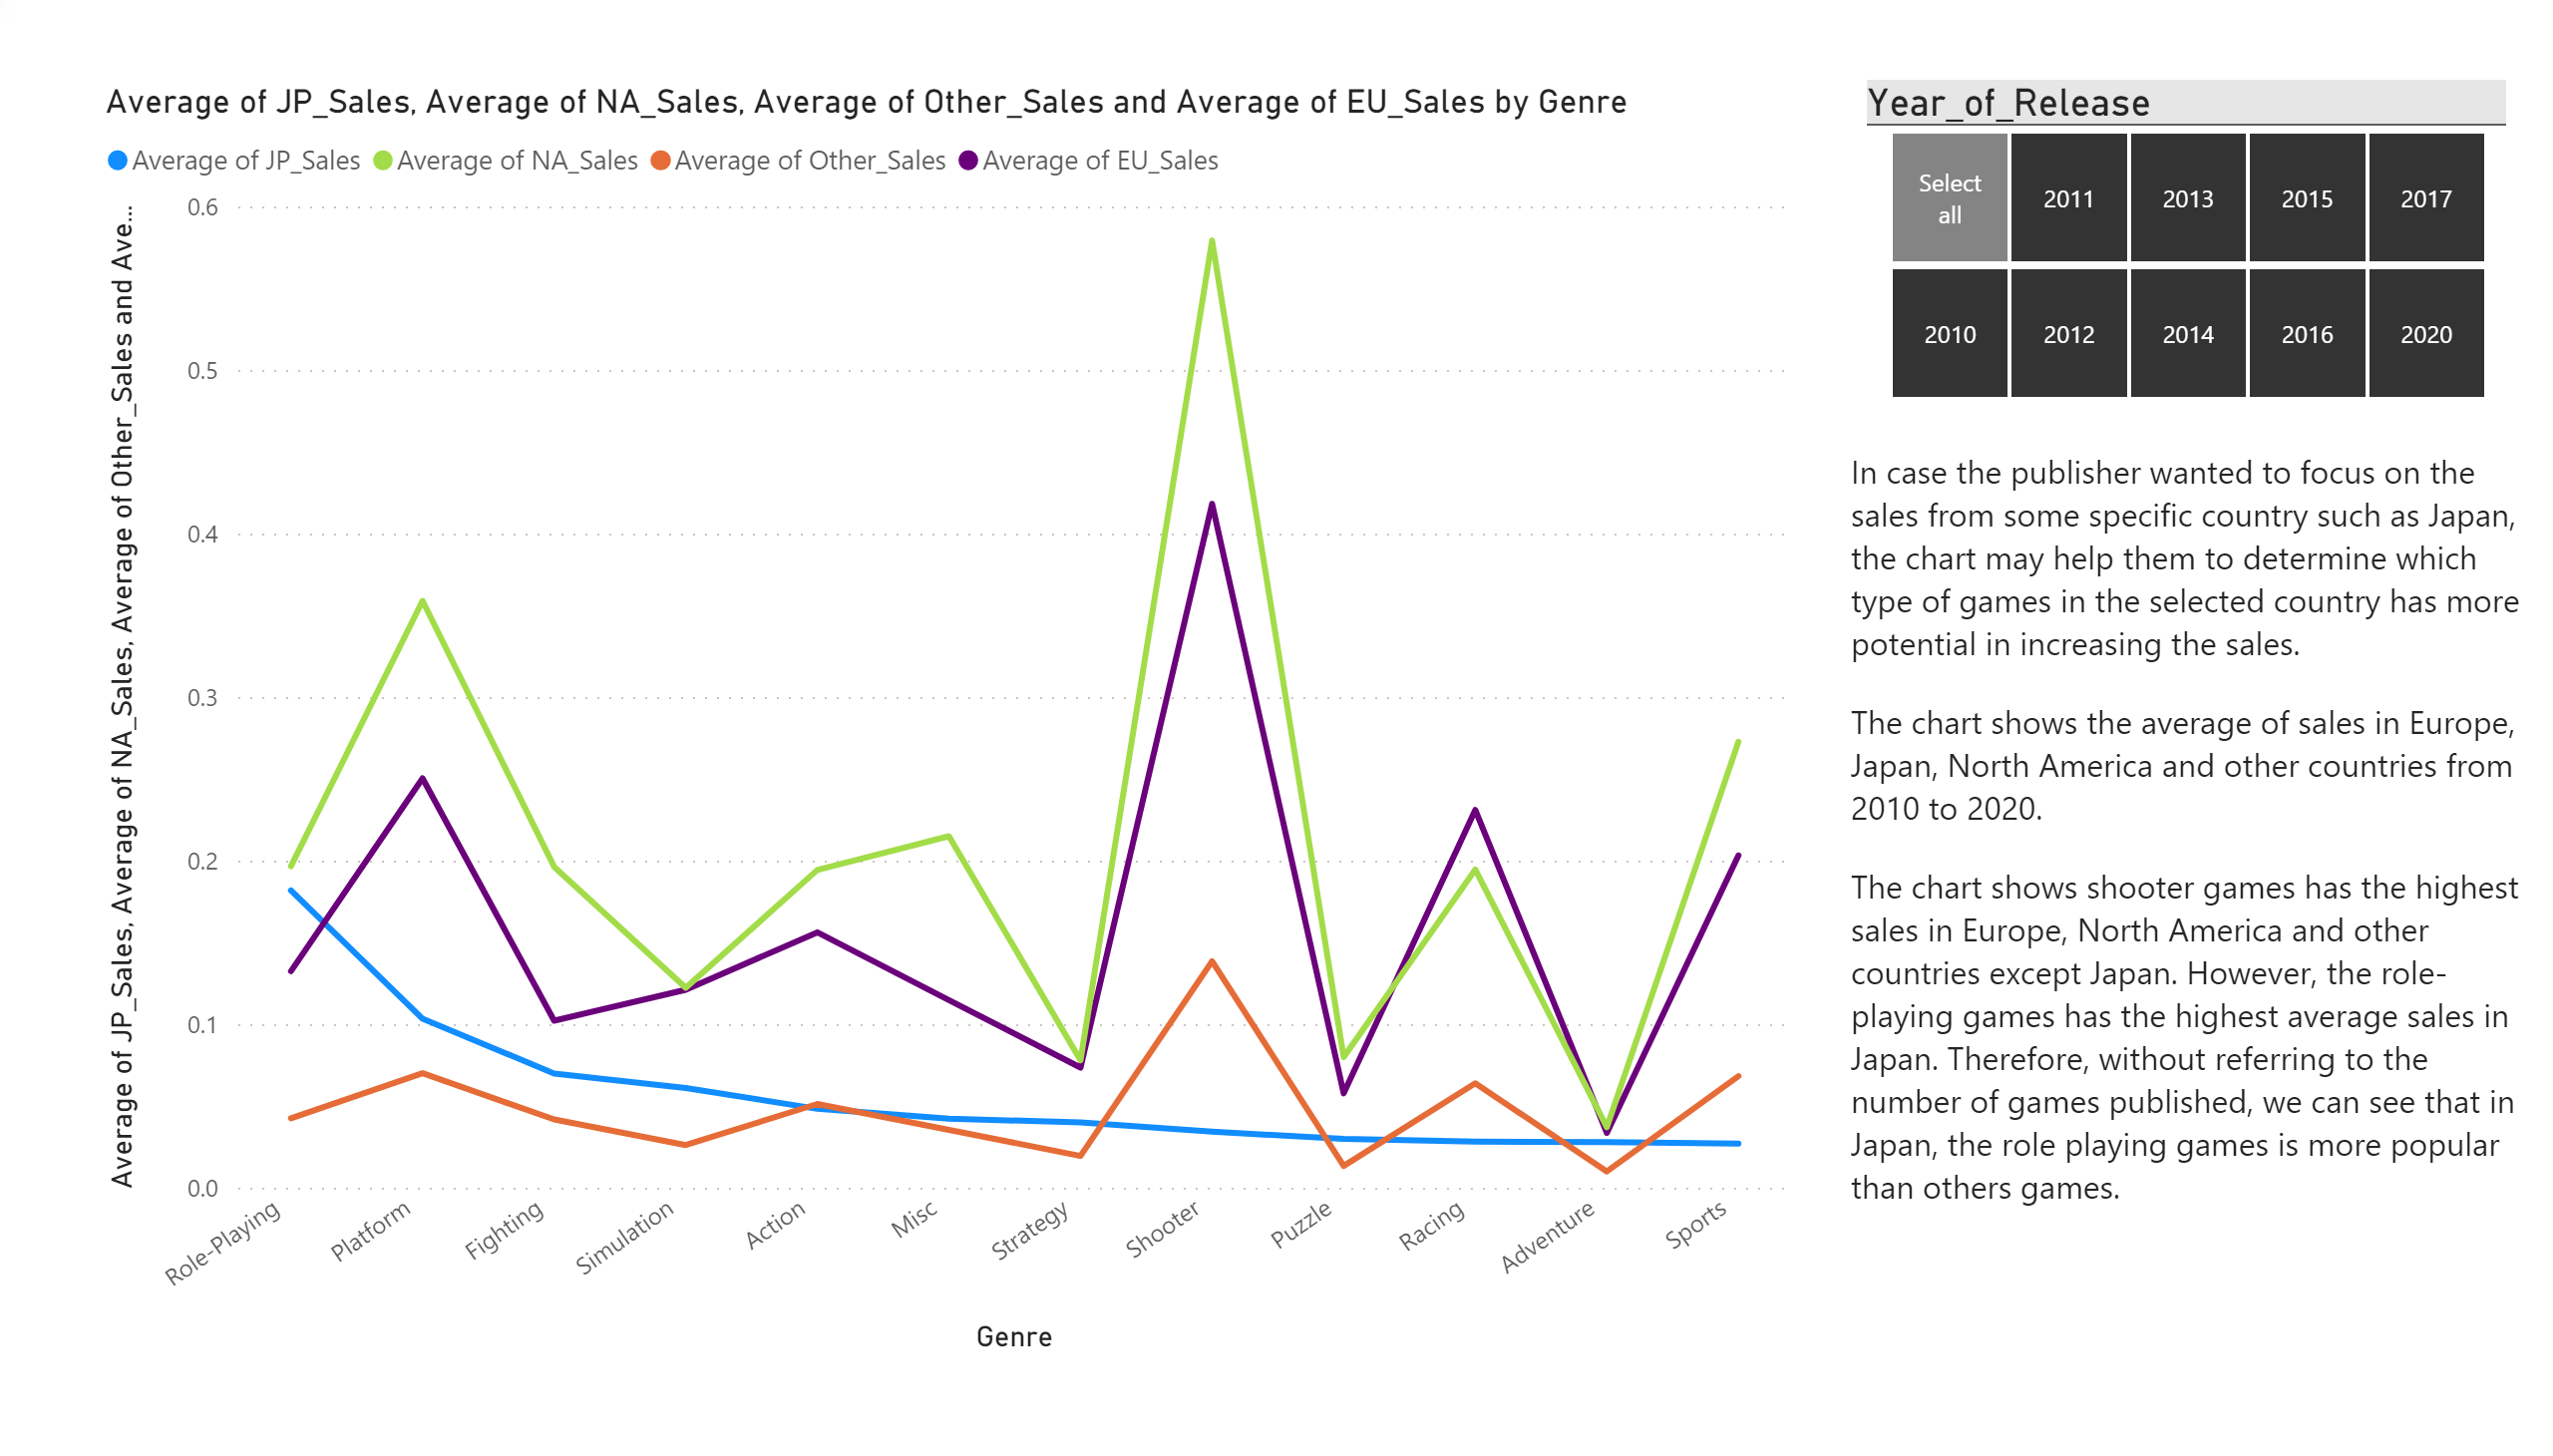 Average of JP_Sales, Average of NA_Sales, Average of Other_Sales and Average of EU_Sales by Genre
Average of JP_Sales Average of NA_Sales Average of Other_Sales Average of EU_Sales
Average of JP_Sales, Average of NA_Sales, Average of Other_Sales and Ave...
0.6
0.5
0.4
0.3
0.2
0.1
0.0
Role-Playing
Platform
Fighting
Simulation
Action
Misc
Strategy
Shooter
Puzzle
Racing
Adventure
Sports
Genre
Year_of_Release
Select
all
2011
2013
2015
2017
2010
2012
2014
2016
2020
In case the publisher wanted to focus on the
sales from some specific country such as Japan,
the chart may help them to determine which
type of games in the selected country has more
potential in increasing the sales.
The chart shows the average of sales in Europe,
Japan, North America and other countries from
2010 to 2020.
The chart shows shooter games has the highest
sales in Europe, North America and other
countries except Japan. However, the role-
playing games has the highest average sales in
Japan. Therefore, without referring to the
number of games published, we can see that in
Japan, the role playing games is more popular
than others games.